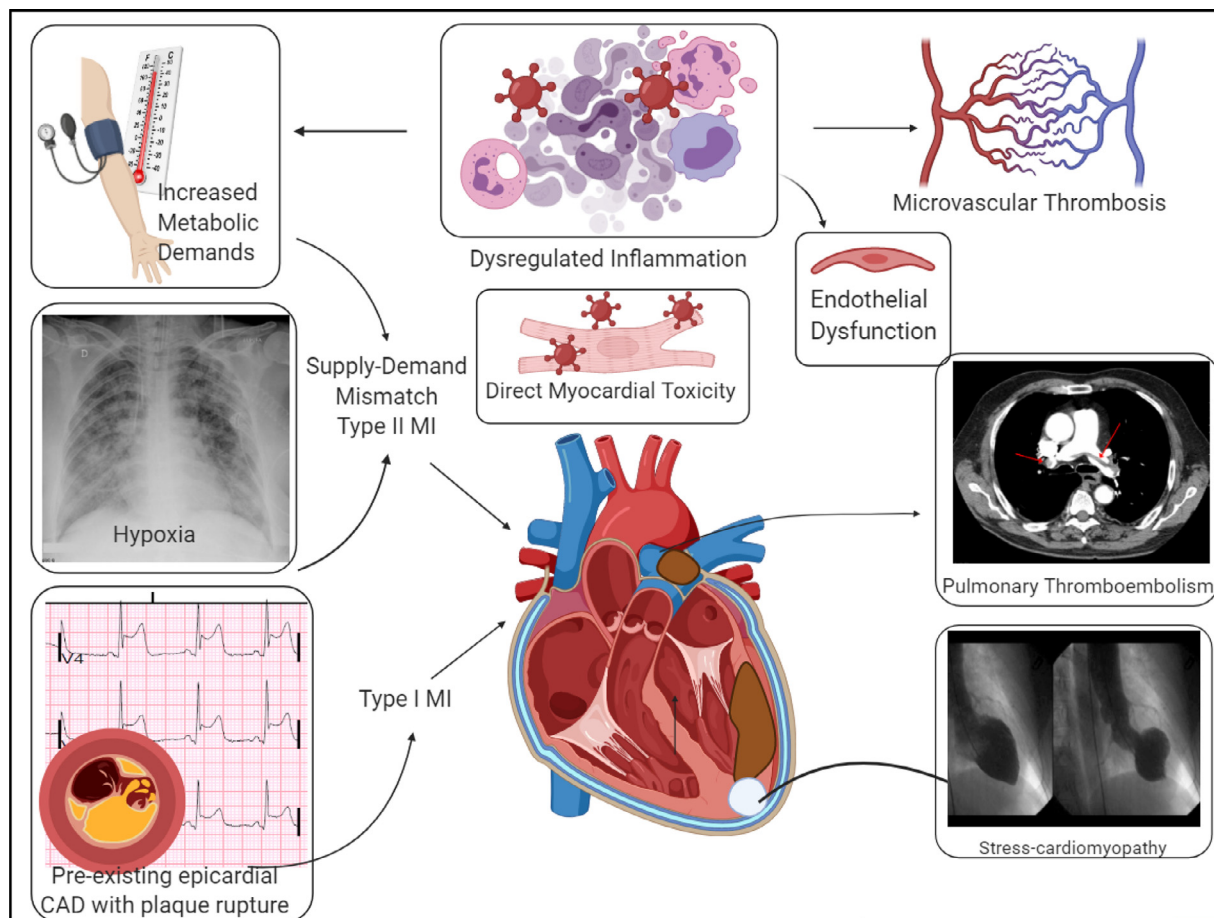 F C
Increased
Metabolic
Demands
Dysregulated Inflammation
Microvascular Thrombosis
Endothelial
Dysfunction
Direct Myocardial Toxicity
Supply-Demand
Mismatch
Type II MI
D
Hypoxia
Pulmonary Thromboembolism
V4
Type I MI
Pre-existing epicardial
CAD with plaque rupture
Stress-cardiomyopathy